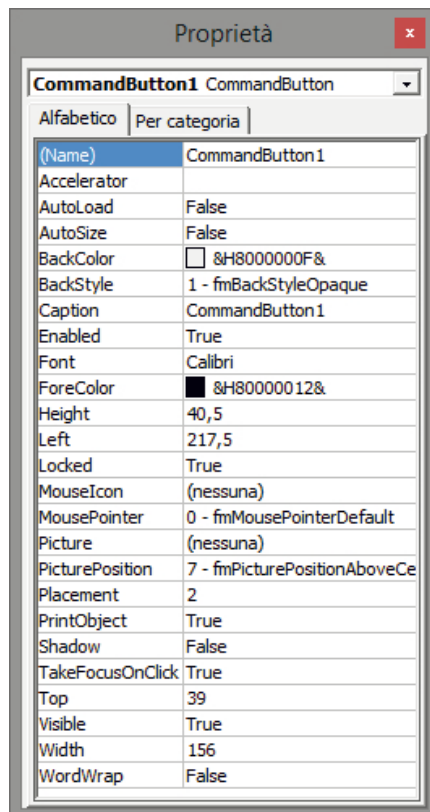 Proprietà
x
CommandButton1 CommandButton
Alfabetico Per categoria
(Name) CommandButton1
Accelerator
AutoLoad False
AutoSize False
BackColor &H8000000F&
BackStyle 1 - fmBackStyleOpaque
Caption CommandButton1
Enabled True
Font Calibri
ForeColor &H80000012&
Height 40,5
Left 217,5
Locked True
MouseIcon (nessuna)
MousePointer 0 - fmMousePointerDefault
Picture (nessuna)
PicturePosition 7 - fmPicturePositionAboveCe
Placement 2
PrintObject True
Shadow False
TakeFocusOnClick True
Top 39
Visible True
Width 156
WordWrap False